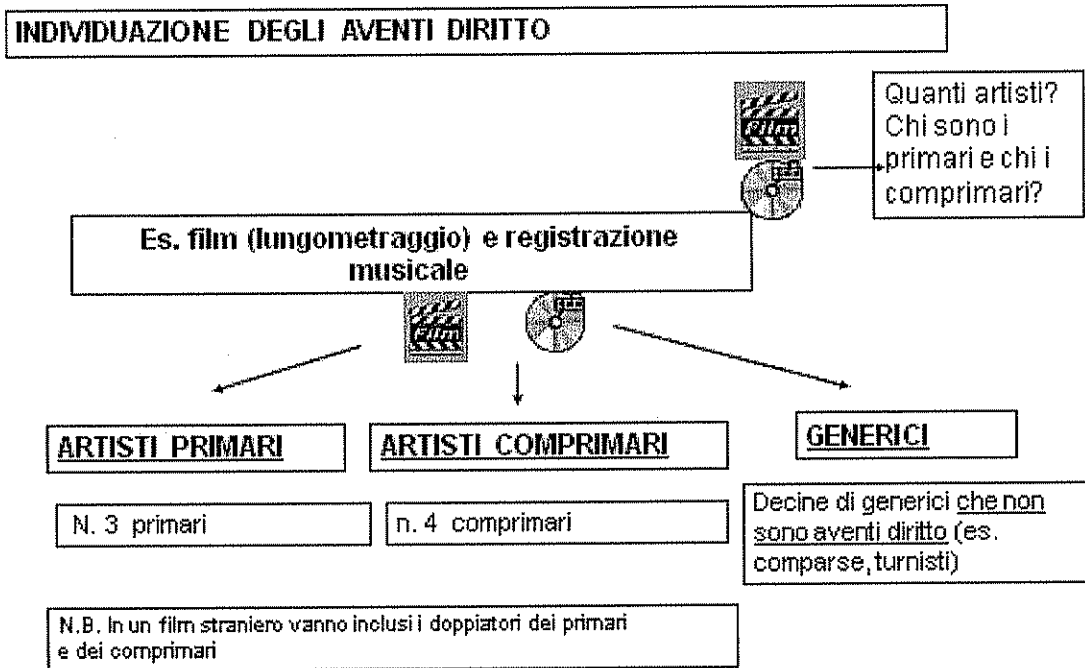 INDIVIDUAZIONE DEGLI AVENTI DIRITTO
Film
Quanti artisti?
Chi sono i
primari e chi i
comprimari?
Es. film (lungometraggio) e registrazione
musicale
Film
ARTISTI PRIMARI
ARTISTI COMPRIMARI
GENERICI
N. 3 primari
n. 4 comprimari
Decine di generici che non
sono aventi diritto (es.
comparse, turnisti)
N.B. In un film straniero vanno inclusi i doppiatori dei primari
e dei comprimari